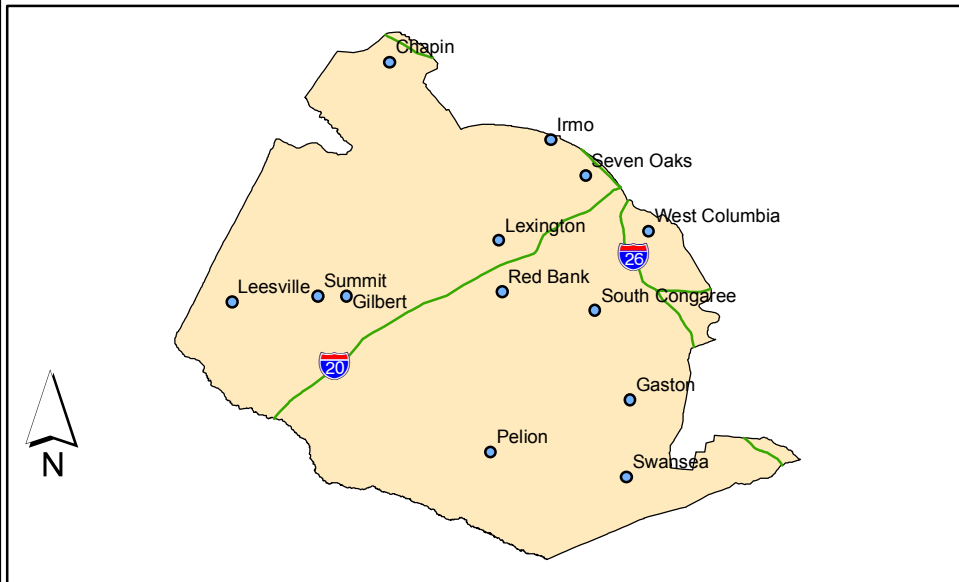 Chapin
Irmo
Seven Oaks
West Columbia
Lexington
26
Red Bank
Leesville
Summit
Gilbert
South Congaree
20
Gaston
Pelion
Swansea
N